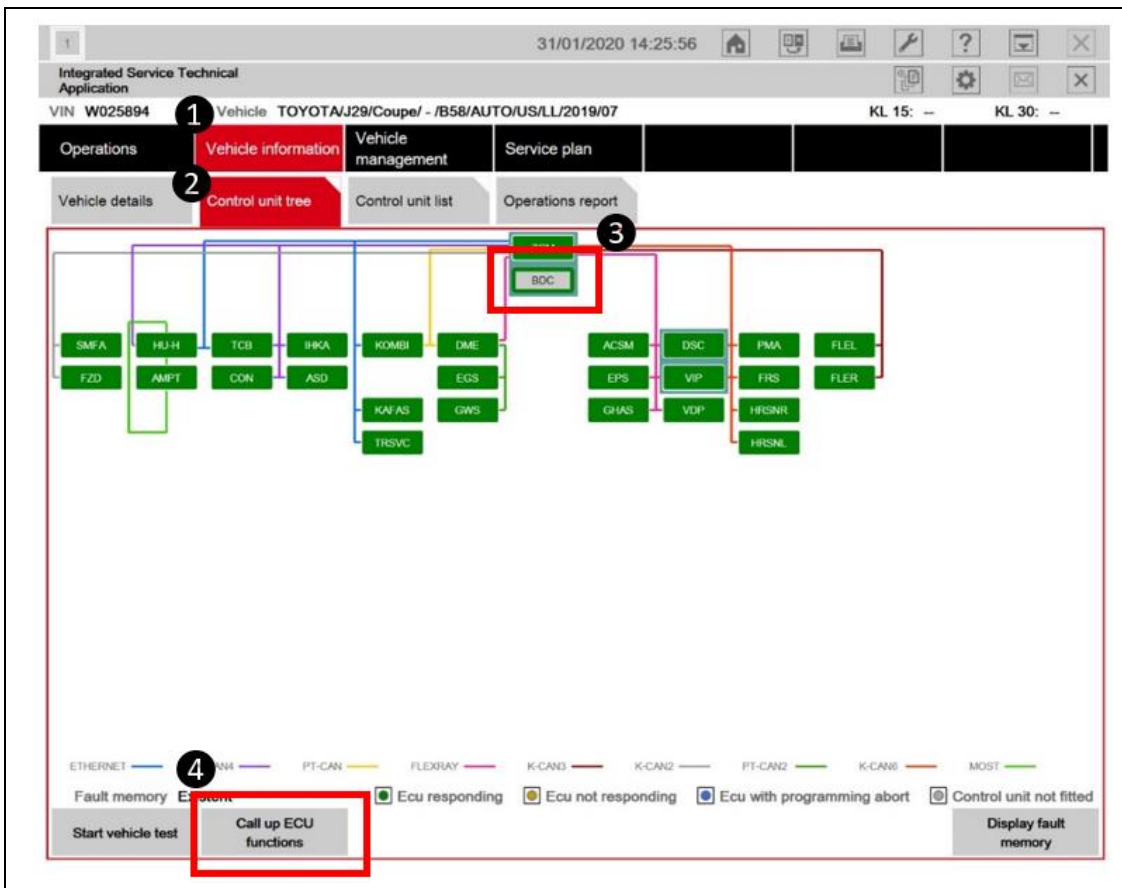 1
31/01/2020 14:25:56
?
Integrated Service Technical
Application
VIN W025894
1
Vehicle TOYOTA/J29/Coupe/ - /B58/AUTO/US/LL/2019/07
KL 15: --
KL 30: --
Operations
Vehicle information
Vehicle
management
Service plan
2
Vehicle details
Control unit tree
Control unit list
Operations report
3
BDC
SMFA HU-H TCB IHKA KOMBI DME ACSM DSC PMA FLEL
FZD AMPT CON ASD EGS EPS VIP FRS FLER
KAFAS GWS GHAS VDP HRSNR
TRSVC HRSNL
4
ETHERNET PT-CAN FLEXRAY K-CAN3 K-CAN2 PT-CAN2 K-CAN6 MOST
Fault memory
Ecu responding Ecu not responding Ecu with programming abort Control unit not fitted
Start vehicle test
Call up ECU
functions
Display fault
memory